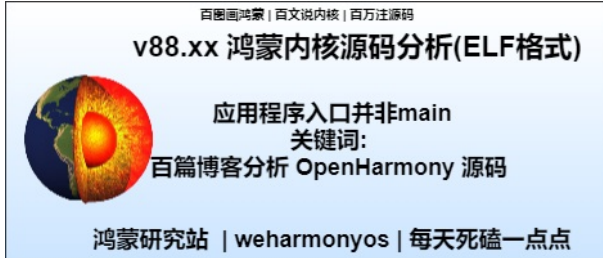 百图画鸿蒙 | 百文说内核 | 百万注源码
v88.xx 鸿蒙内核源码分析(ELF格式)
应用程序入口并非main
关键词:
百篇博客分析 OpenHarmony 源码
鸿蒙研究站 | weharmonyos | 每天死磕一点点